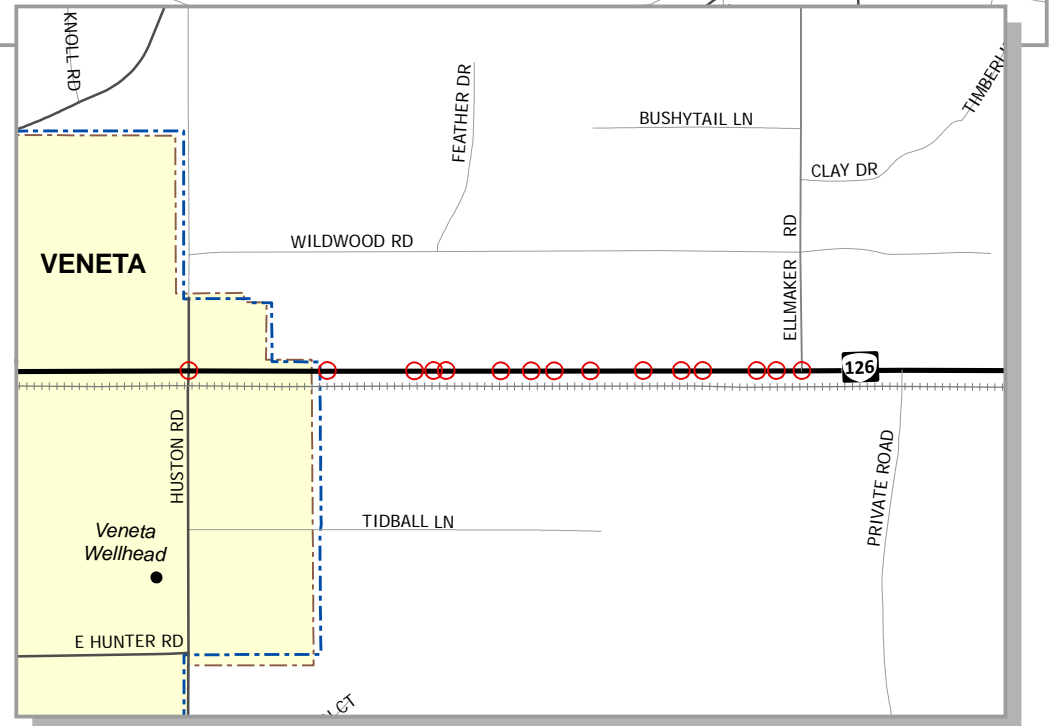 KNOLL RD
FEATHER DR
BUSHYTAIL LN
CLAY DR
WILDWOOD RD
ELLMAKER RD
VENETA
126
HUSTON RD
PRIVATE ROAD
TIDBALL LN
Veneta
Wellhead
E HUNTER RD
CT